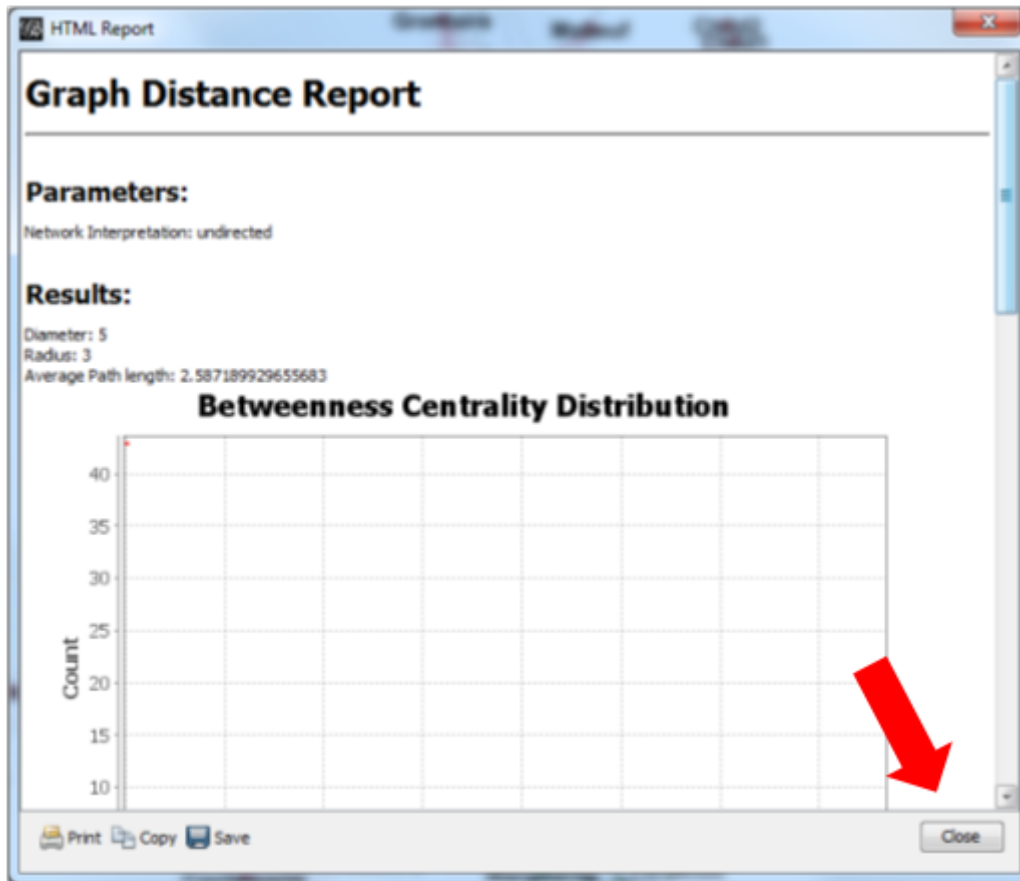 HTML Report
Graph Distance Report
Parameters:
Network Interpretation: undirected
Results:
Diameter: 5
Radius: 3
Average Path length: 2.587189929655683
Betweenness Centrality Distribution
40
35
30
25
20
15
10
Count
Print Copy Save
Close